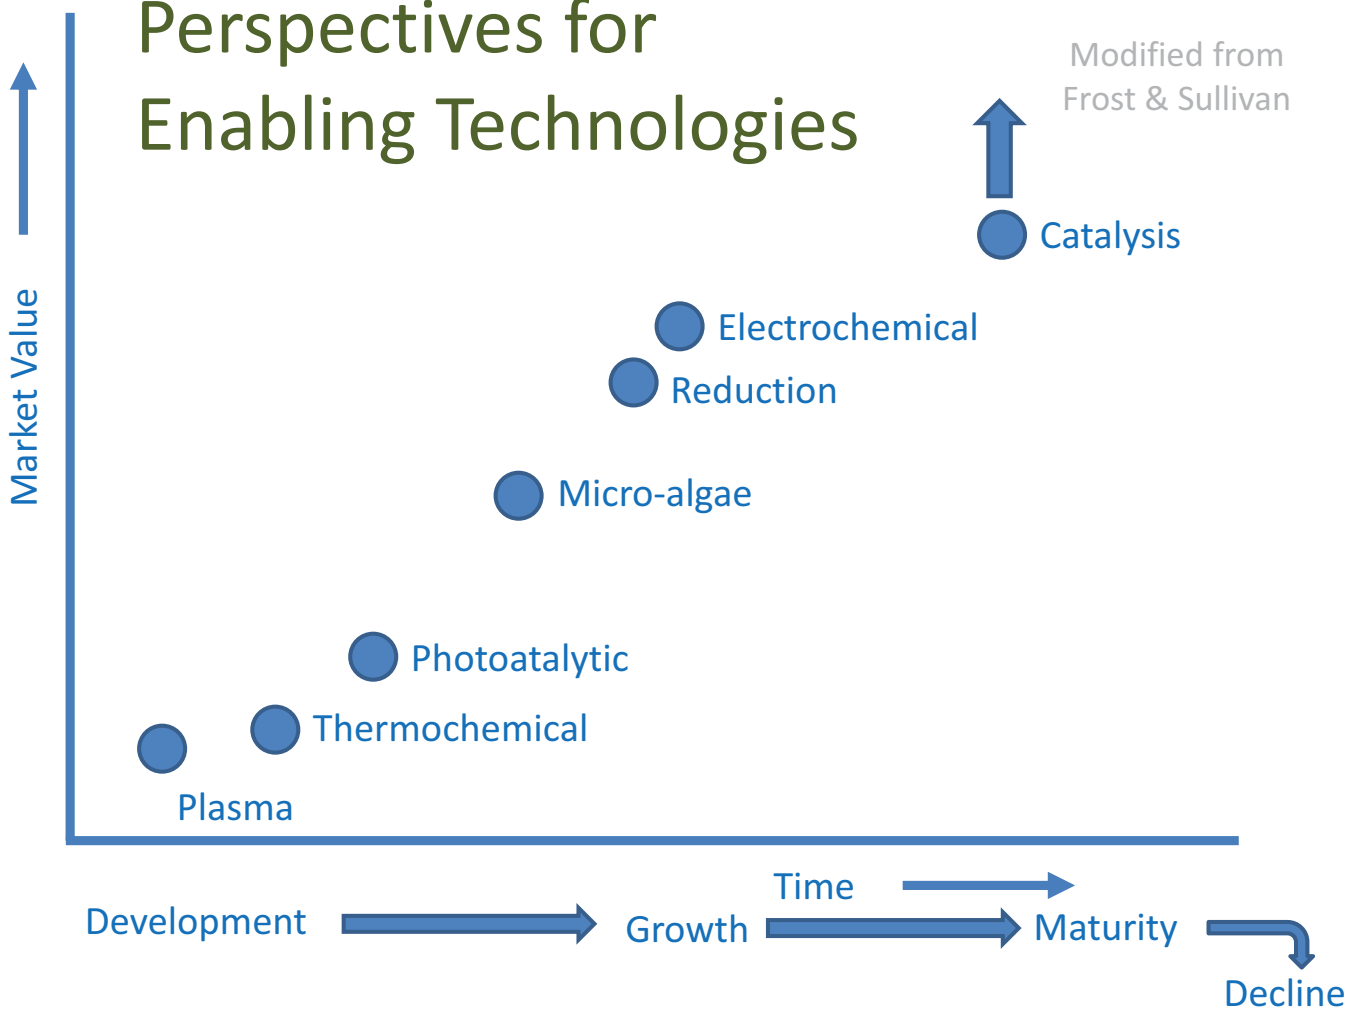 Perspectives for
Enabling Technologies
Modified from
Frost & Sullivan
Market Value
Catalysis
Electrochemical
Reduction
Micro-algae
Photoatalytic
Thermochemical
Plasma
Time
Development
Growth
Maturity
Decline